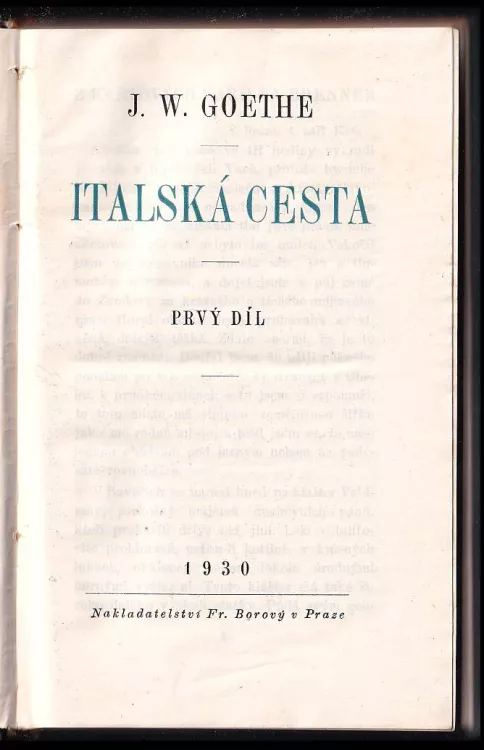 J. W. GOETHE
ITALSKÁ CESTA
PRVÝ DÍL
1930
Nakladatelství Fr. Borový v Praze